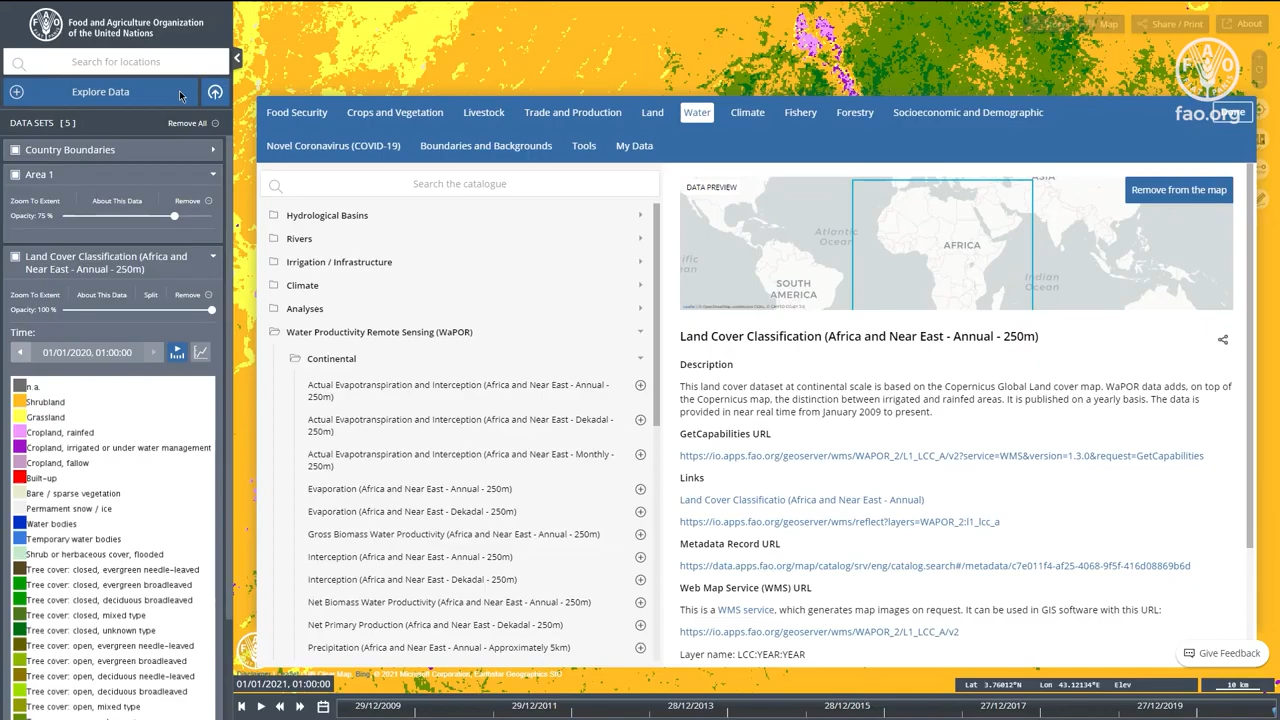 Food and Agriculture Organization
of the United Nations
Search for locations
Explore Data
DATA SETS [ 5 ]
Remove All
Country Boundaries
Area 1
Zoom To Extent
About This Data
Remove
Opacity: 75 %
Land Cover Classification (Africa and
Near East - Annual - 250m)
Zoom To Extent
About This Data
Split
Remove
Opacity: 100 %
Time:
01/01/2020, 01:00:00
n.a.
Shrubland
Grassland
Cropland, rainfed
Cropland, irrigated or under water management
Cropland, fallow
Built-up
Bare / sparse vegetation
Permament snow / ice
Water bodies
Temporary water bodies
Shrub or herbaceous cover, flooded
Tree cover: closed, evergreen needle-leaved
Tree cover: closed, evergreen broadleaved
Tree cover: closed, deciduous broadleaved
Tree cover: closed, mixed type
Tree cover: closed, unknown type
Tree cover: open, evergreen needle-leaved
Tree cover: open, evergreen broadleaved
Tree cover: open, deciduous needle-leaved
Tree cover: open, deciduous broadleaved
Tree cover: open, mixed type
Map
Share / Print
About
fao.org
Food Security
Crops and Vegetation
Livestock
Trade and Production
Land
Water
Climate
Fishery
Forestry
Socioeconomic and Demographic
Novel Coronavirus (COVID-19)
Boundaries and Backgrounds
Tools
My Data
Search the catalogue
Hydrological Basins
Rivers
Irrigation / Infrastructure
Climate
Analyses
Water Productivity Remote Sensing (WaPOR)
Continental
Actual Evapotranspiration and Interception (Africa and Near East - Annual -
250m)
Actual Evapotranspiration and Interception (Africa and Near East - Dekadal -
250m)
Actual Evapotranspiration and Interception (Africa and Near East - Monthly -
250m)
Evaporation (Africa and Near East - Annual - 250m)
Evaporation (Africa and Near East - Dekadal - 250m)
Gross Biomass Water Productivity (Africa and Near East - Annual - 250m)
Interception (Africa and Near East - Annual - 250m)
Interception (Africa and Near East - Dekadal - 250m)
Net Biomass Water Productivity (Africa and Near East - Annual - 250m)
Net Primary Production (Africa and Near East - Dekadal - 250m)
Precipitation (Africa and Near East - Annual - Approximately 5km)
DATA PREVIEW
Remove from the map
ASIA
Atlantic
Ocean
AFRICA
Indian
Ocean
SOUTH
AMERICA
Land Cover Classification (Africa and Near East - Annual - 250m)
Description
This land cover dataset at continental scale is based on the Copernicus Global Land cover map. WaPOR data adds, on top of
the Copernicus map, the distinction between irrigated and rainfed areas. It is published on a yearly basis. The data is
provided in near real time from January 2009 to present.
GetCapabilities URL
https://io.apps.fao.org/geoserver/wms/WAPOR_2/L1_LCC_A/v2?service=WMS&version=1.3.0&request=GetCapabilities
Links
Land Cover Classificatio (Africa and Near East - Annual)
https://io.apps.fao.org/geoserver/wms/reflect?layers=WAPOR_2:l1_lcc_a
Metadata Record URL
https://data.apps.fao.org/map/catalog/srv/eng/catalog.search#/metadata/c7e011f4-af25-4068-9f5f-416d08869b6d
Web Map Service (WMS) URL
This is a WMS service, which generates map images on request. It can be used in GIS software with this URL:
https://io.apps.fao.org/geoserver/wms/WAPOR_2/L1_LCC_A/v2
Layer name: LCC:YEAR:YEAR
Give Feedback
Bing © 2021 Microsoft Corporation, Earthstar Geographics SIO
01/01/2021, 01:00:00
Lat 3.76012°N Lon 43.12134°E Elev
10 km
29/12/2009
29/12/2011
28/12/2013
28/12/2015
27/12/2017
27/12/2019